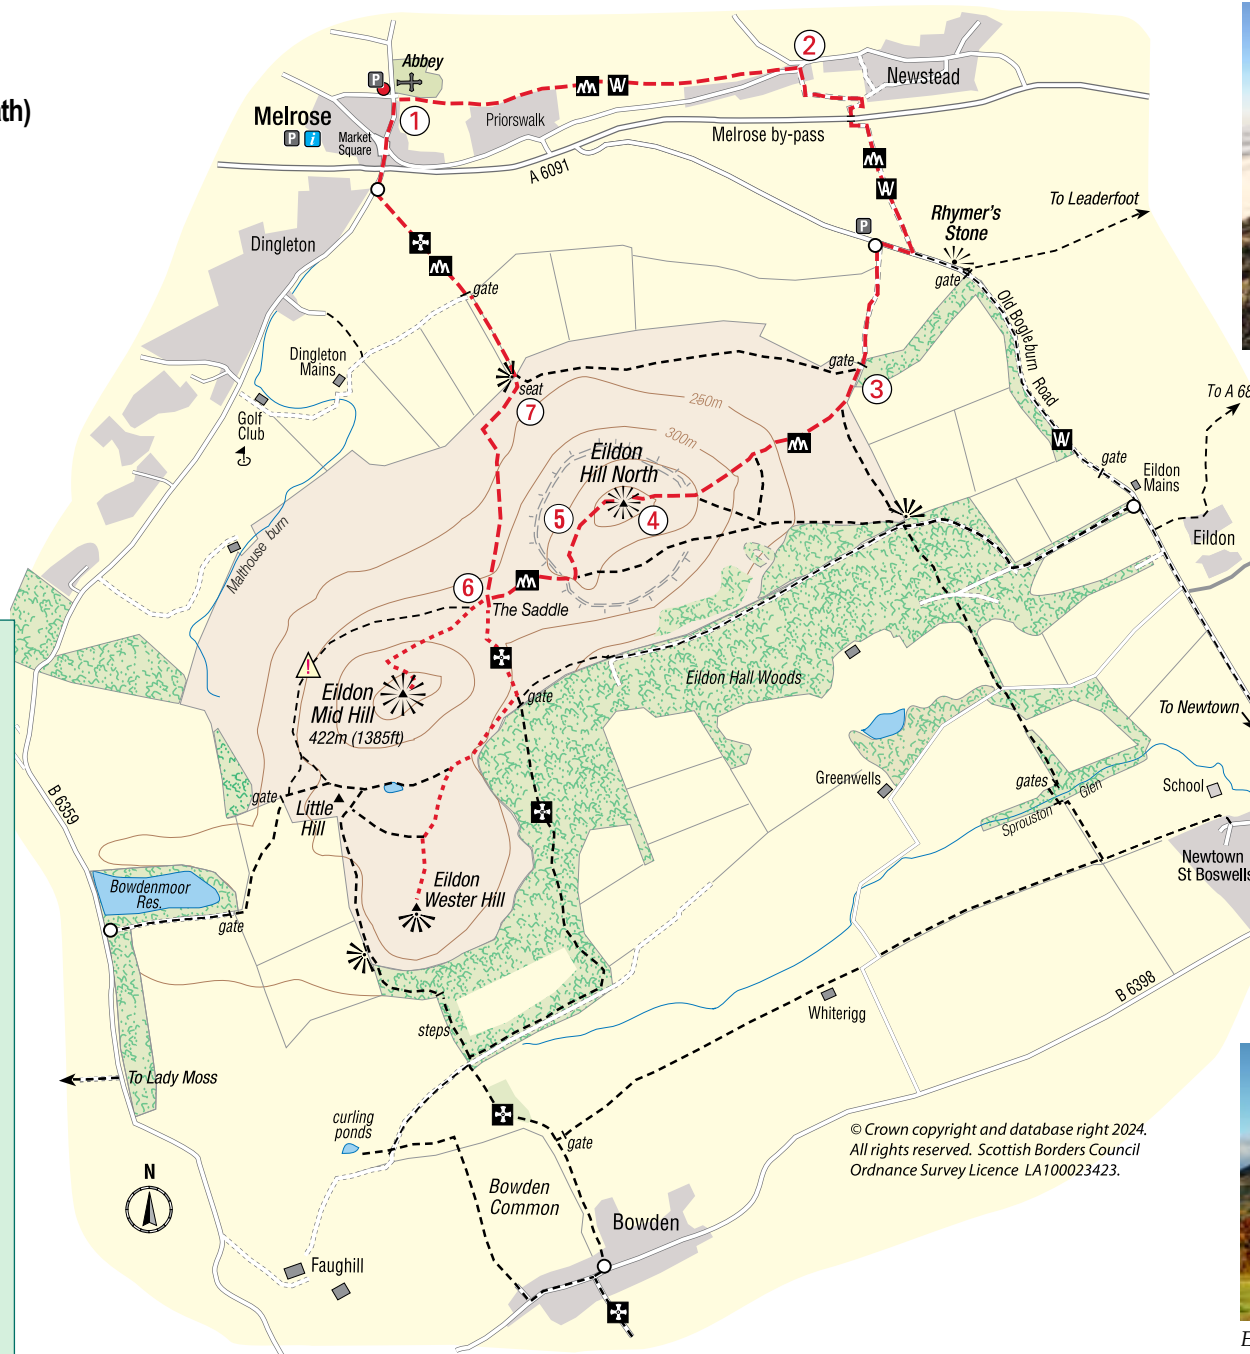 ath)
Abbey
P
Melrose
P i
Market
Square
1
Priorswalk
W
2
Newstead
Melrose by-pass
A 6091
W
Dingleton
P
Rhymer's
Stone
To Leaderfoot
gate
gate
Old Bogleburn Road
Dingleton
Mains
seat
7
gate
3
250m
300m
To A 68
Golf
Club
Eildon
Hill North
W
gate
Eildon
Mains
5
4
Eildon
Malthouse burn
6
The Saddle
!
Eildon
Mid Hill
422m (1385ft)
gate
Eildon Hall Woods
To Newtown
B 6359
gate
Little
Hill
Greenwells
gates
Sprouston Glen
School
Newtown
St Boswells
Bowdenmoor
Res.
gate
Eildon
Wester Hill
steps
Whiterigg
B 6398
To Lady Moss
curling
ponds
gate
© Crown copyright and database right 2024.
All rights reserved. Scottish Borders Council
Ordnance Survey Licence LA100023423.
N
Bowden
Common
Bowden
Faughill
E